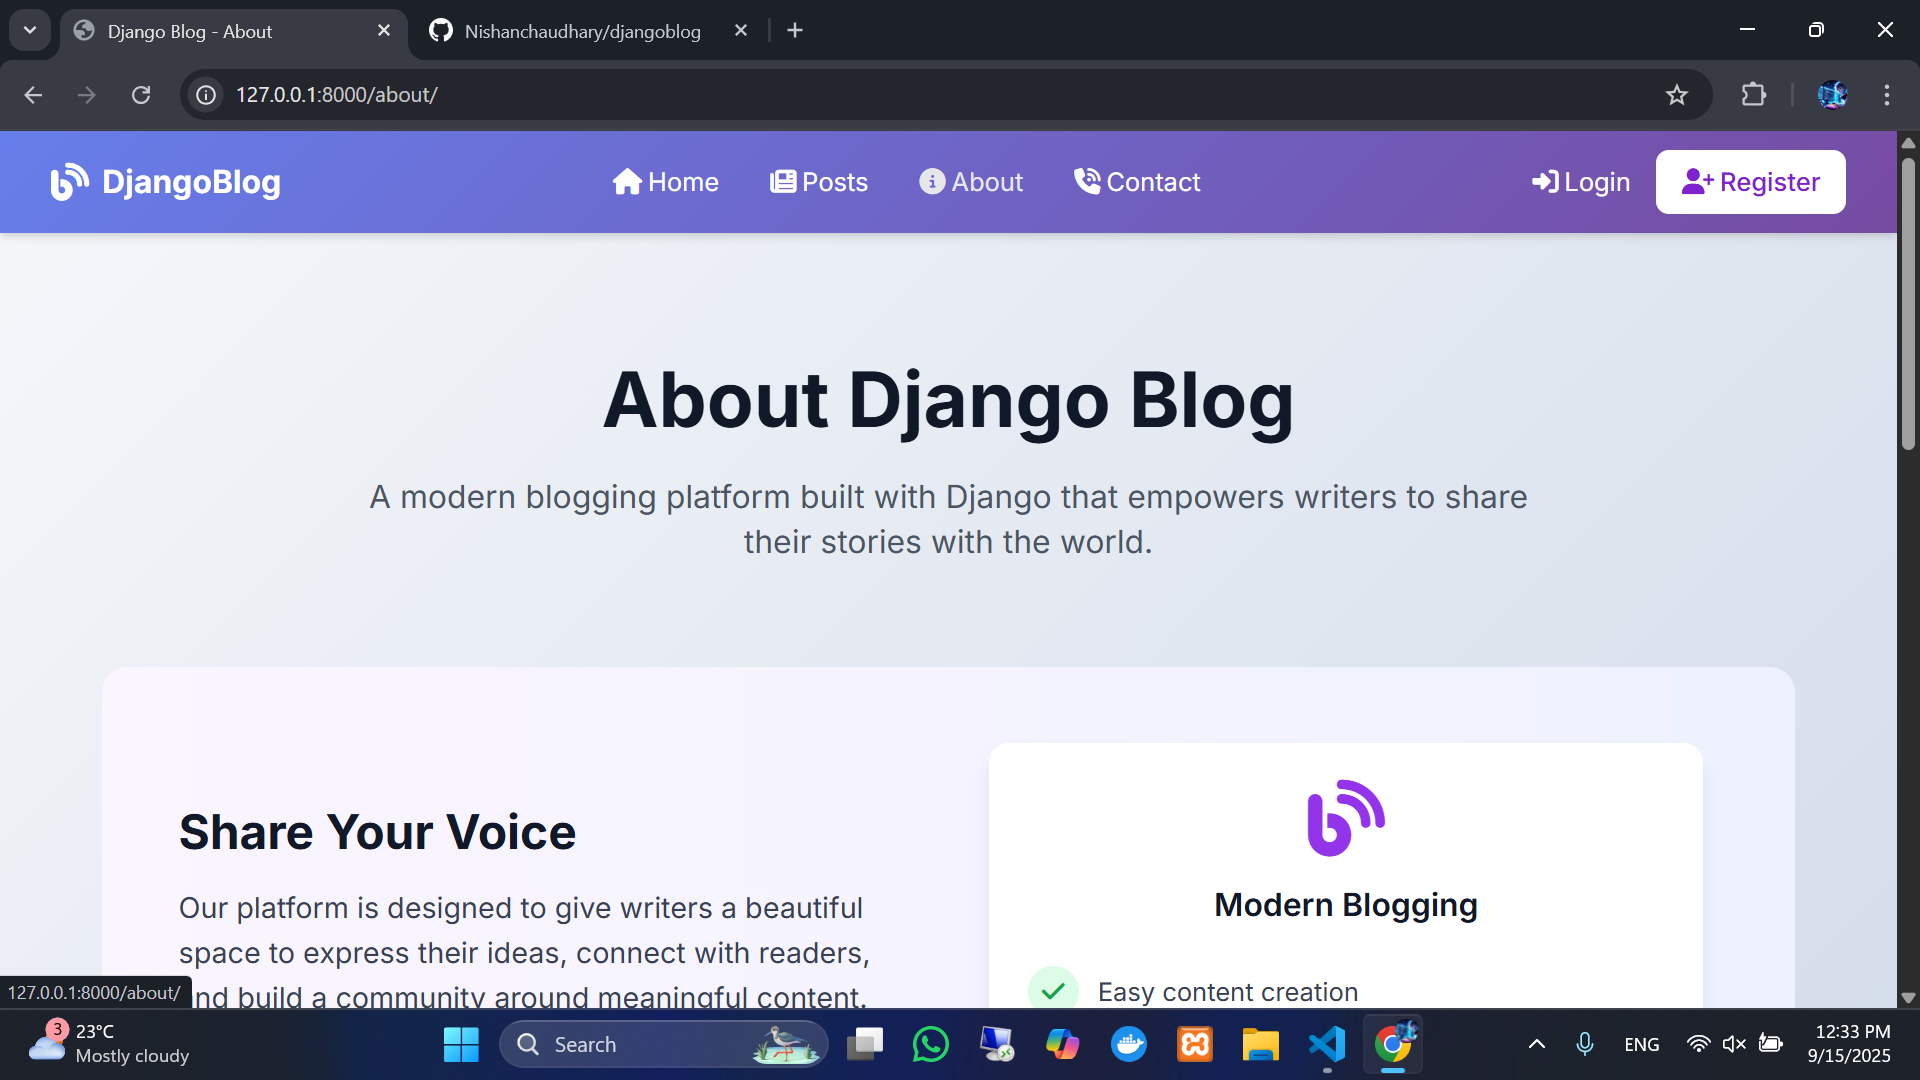 Django Blog - About
Nishanchaudhary/djangoblog
127.0.0.1:8000/about/
DjangoBlog
Home
Posts
About
Contact
Login
Register
About Django Blog
A modern blogging platform built with Django that empowers writers to share
their stories with the world.
Share Your Voice
Our platform is designed to give writers a beautiful
space to express their ideas, connect with readers,
and build a community around meaningful content.
Modern Blogging
Easy content creation
127.0.0.1:8000/about/
3
23°C
Mostly cloudy
Search
ENG
12:33 PM
9/15/2025